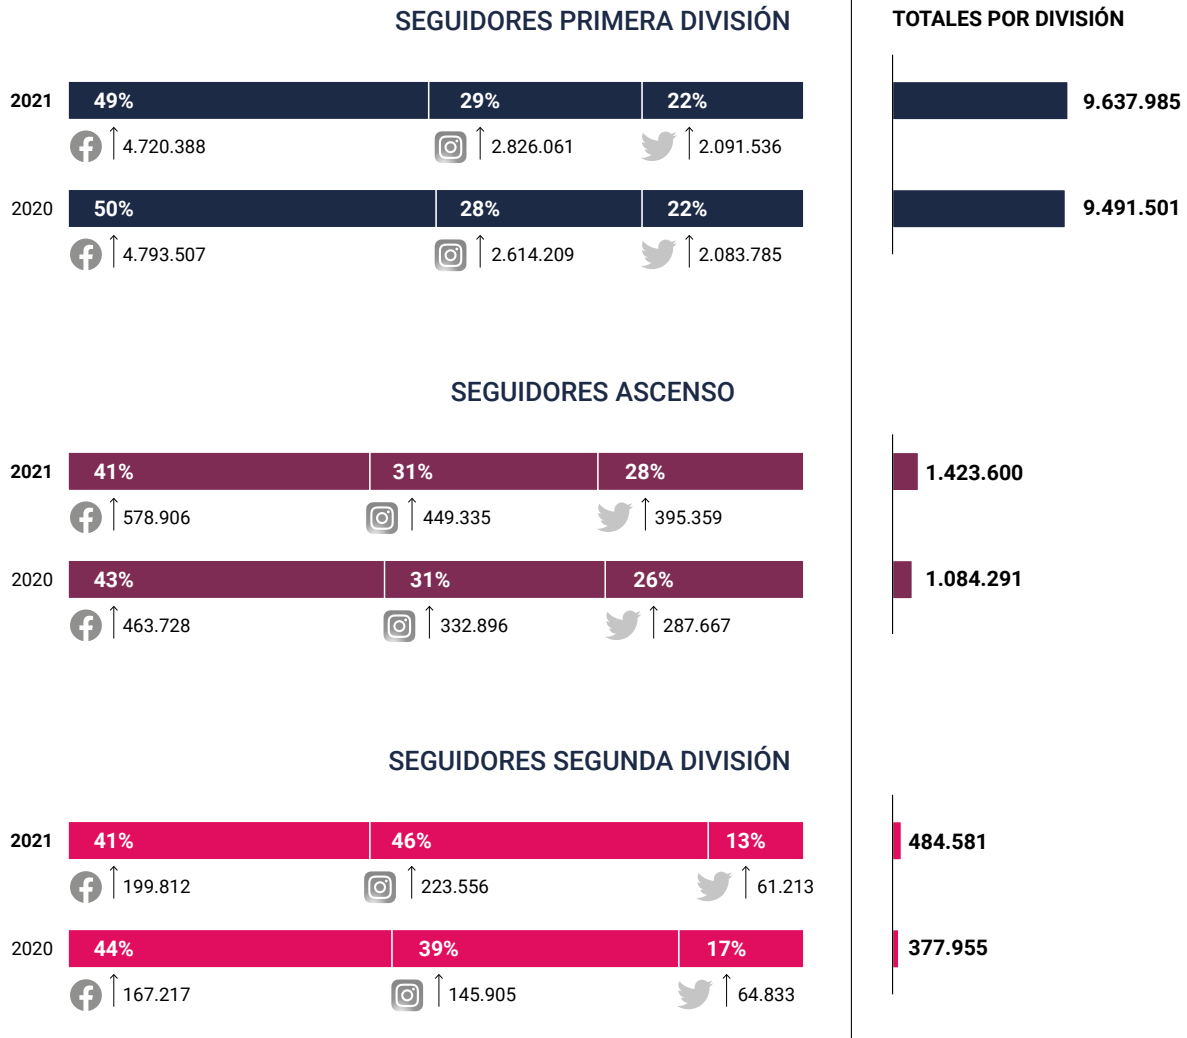 SEGUIDORES PRIMERA DIVISIÓN
TOTALES POR DIVISIÓN
2021 49% 29% 22% 9.637.985
4.720.388 2.826.061 2.091.536
2020 50% 28% 22% 9.491.501
4.793.507 2.614.209 2.083.785
SEGUIDORES ASCENSO
2021 41% 31% 28% 1.423.600
578.906 449.335 395.359
2020 43% 31% 26% 1.084.291
463.728 332.896 287.667
SEGUIDORES SEGUNDA DIVISIÓN
2021 41% 46% 13% 484.581
199.812 223.556 61.213
2020 44% 39% 17% 377.955
167.217 145.905 64.833